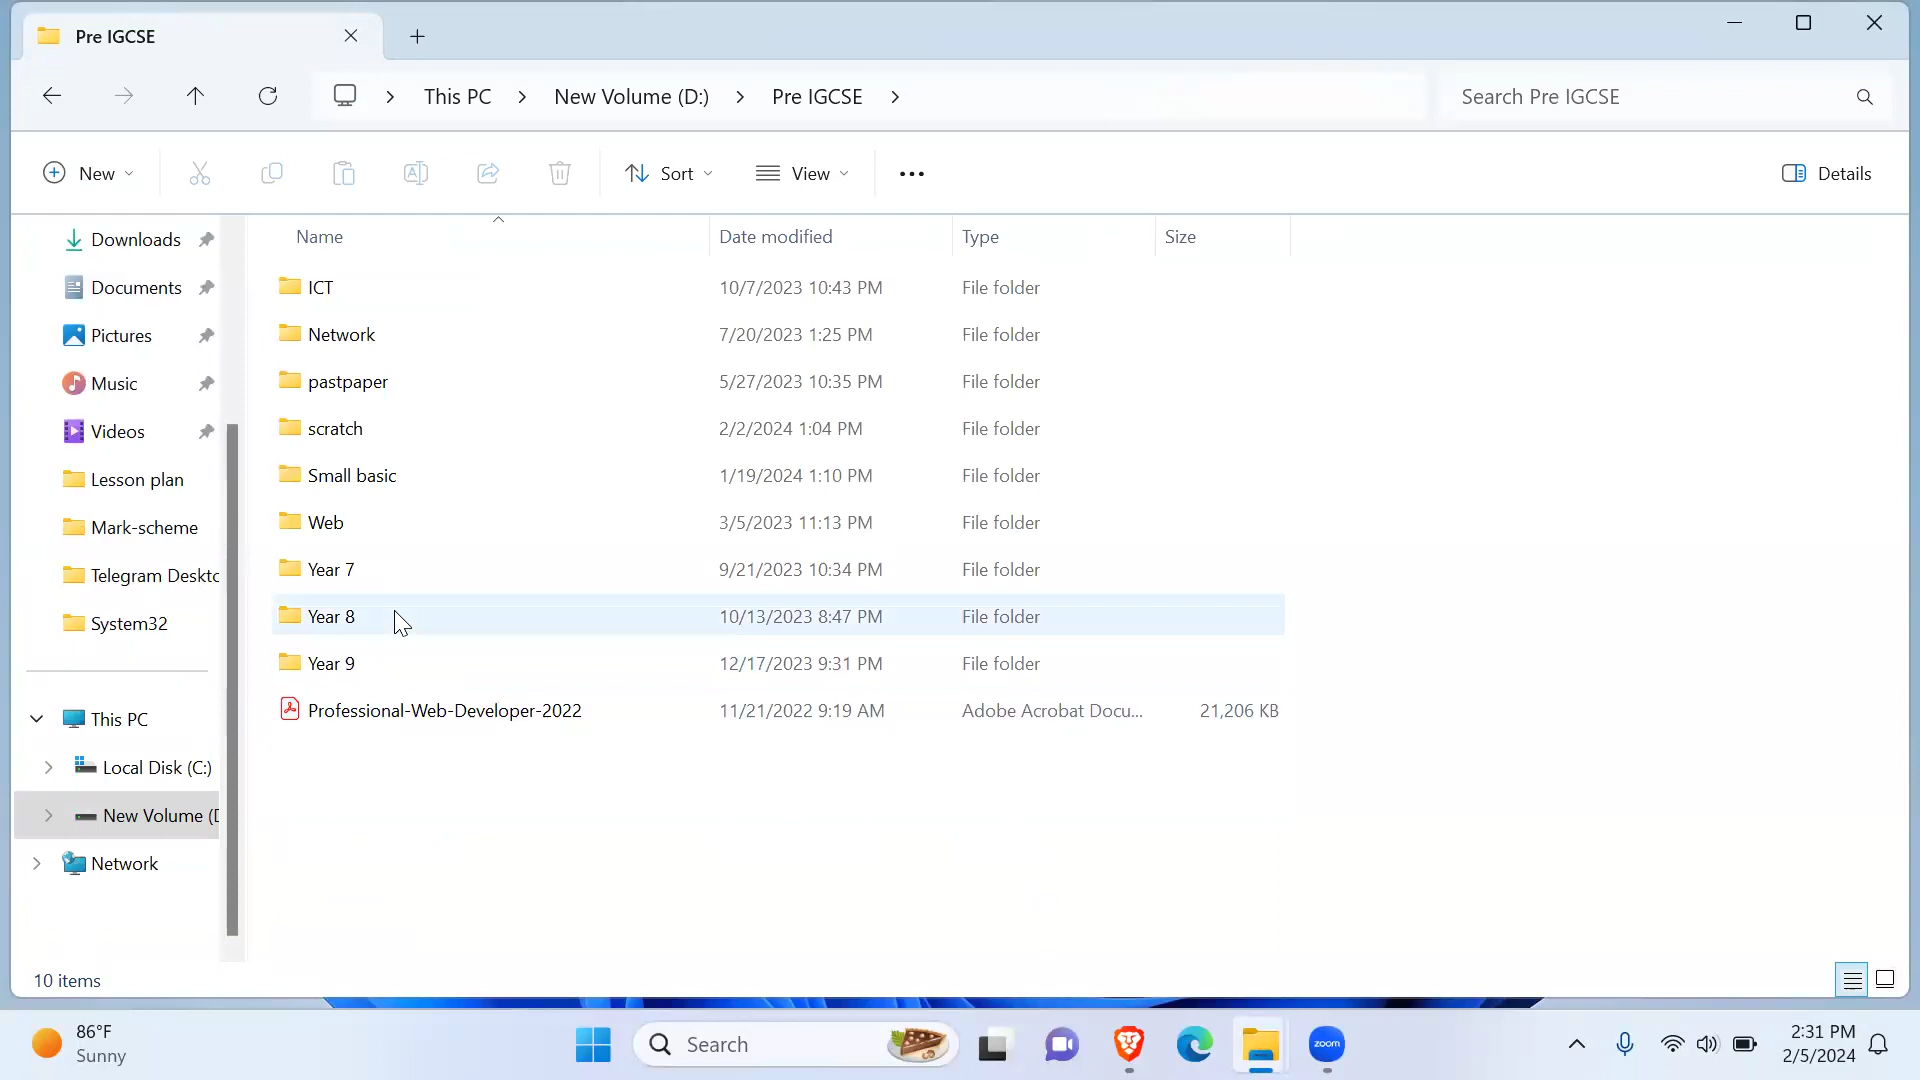 Pre IGCSE
This PC
New Volume (D:)
Pre IGCSE
Search Pre IGCSE
New
Sort
View
Details
Downloads
Documents
Pictures
Music
Videos
Lesson plan
Mark-scheme
Telegram Deskto
System32
This PC
Local Disk (C:)
New Volume (D
Network
Name Date modified Type Size
ICT 10/7/2023 10:43 PM File folder
Network 7/20/2023 1:25 PM File folder
pastpaper 5/27/2023 10:35 PM File folder
scratch 2/2/2024 1:04 PM File folder
Small basic 1/19/2024 1:10 PM File folder
Web 3/5/2023 11:13 PM File folder
Year 7 9/21/2023 10:34 PM File folder
Year 8 10/13/2023 8:47 PM File folder
Year 9 12/17/2023 9:31 PM File folder
Professional-Web-Developer-2022 11/21/2022 9:19 AM Adobe Acrobat Docu... 21,206 KB
10 items
86°F
Sunny
Search
zoom
2:31 PM
2/5/2024